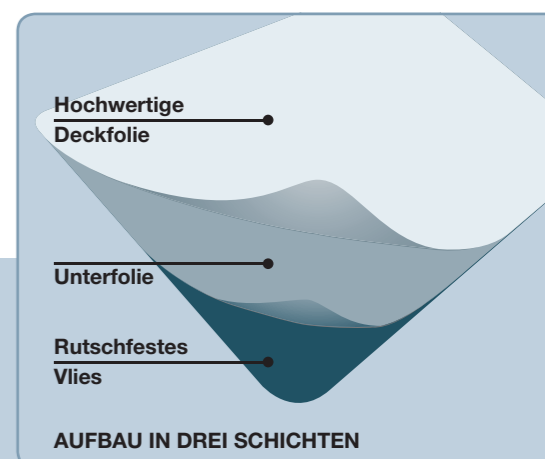 Hochwertige
Deckfolie
Unterfolie
Rutschfestes
Vlies
AUFBAU IN DREI SCHICHTEN